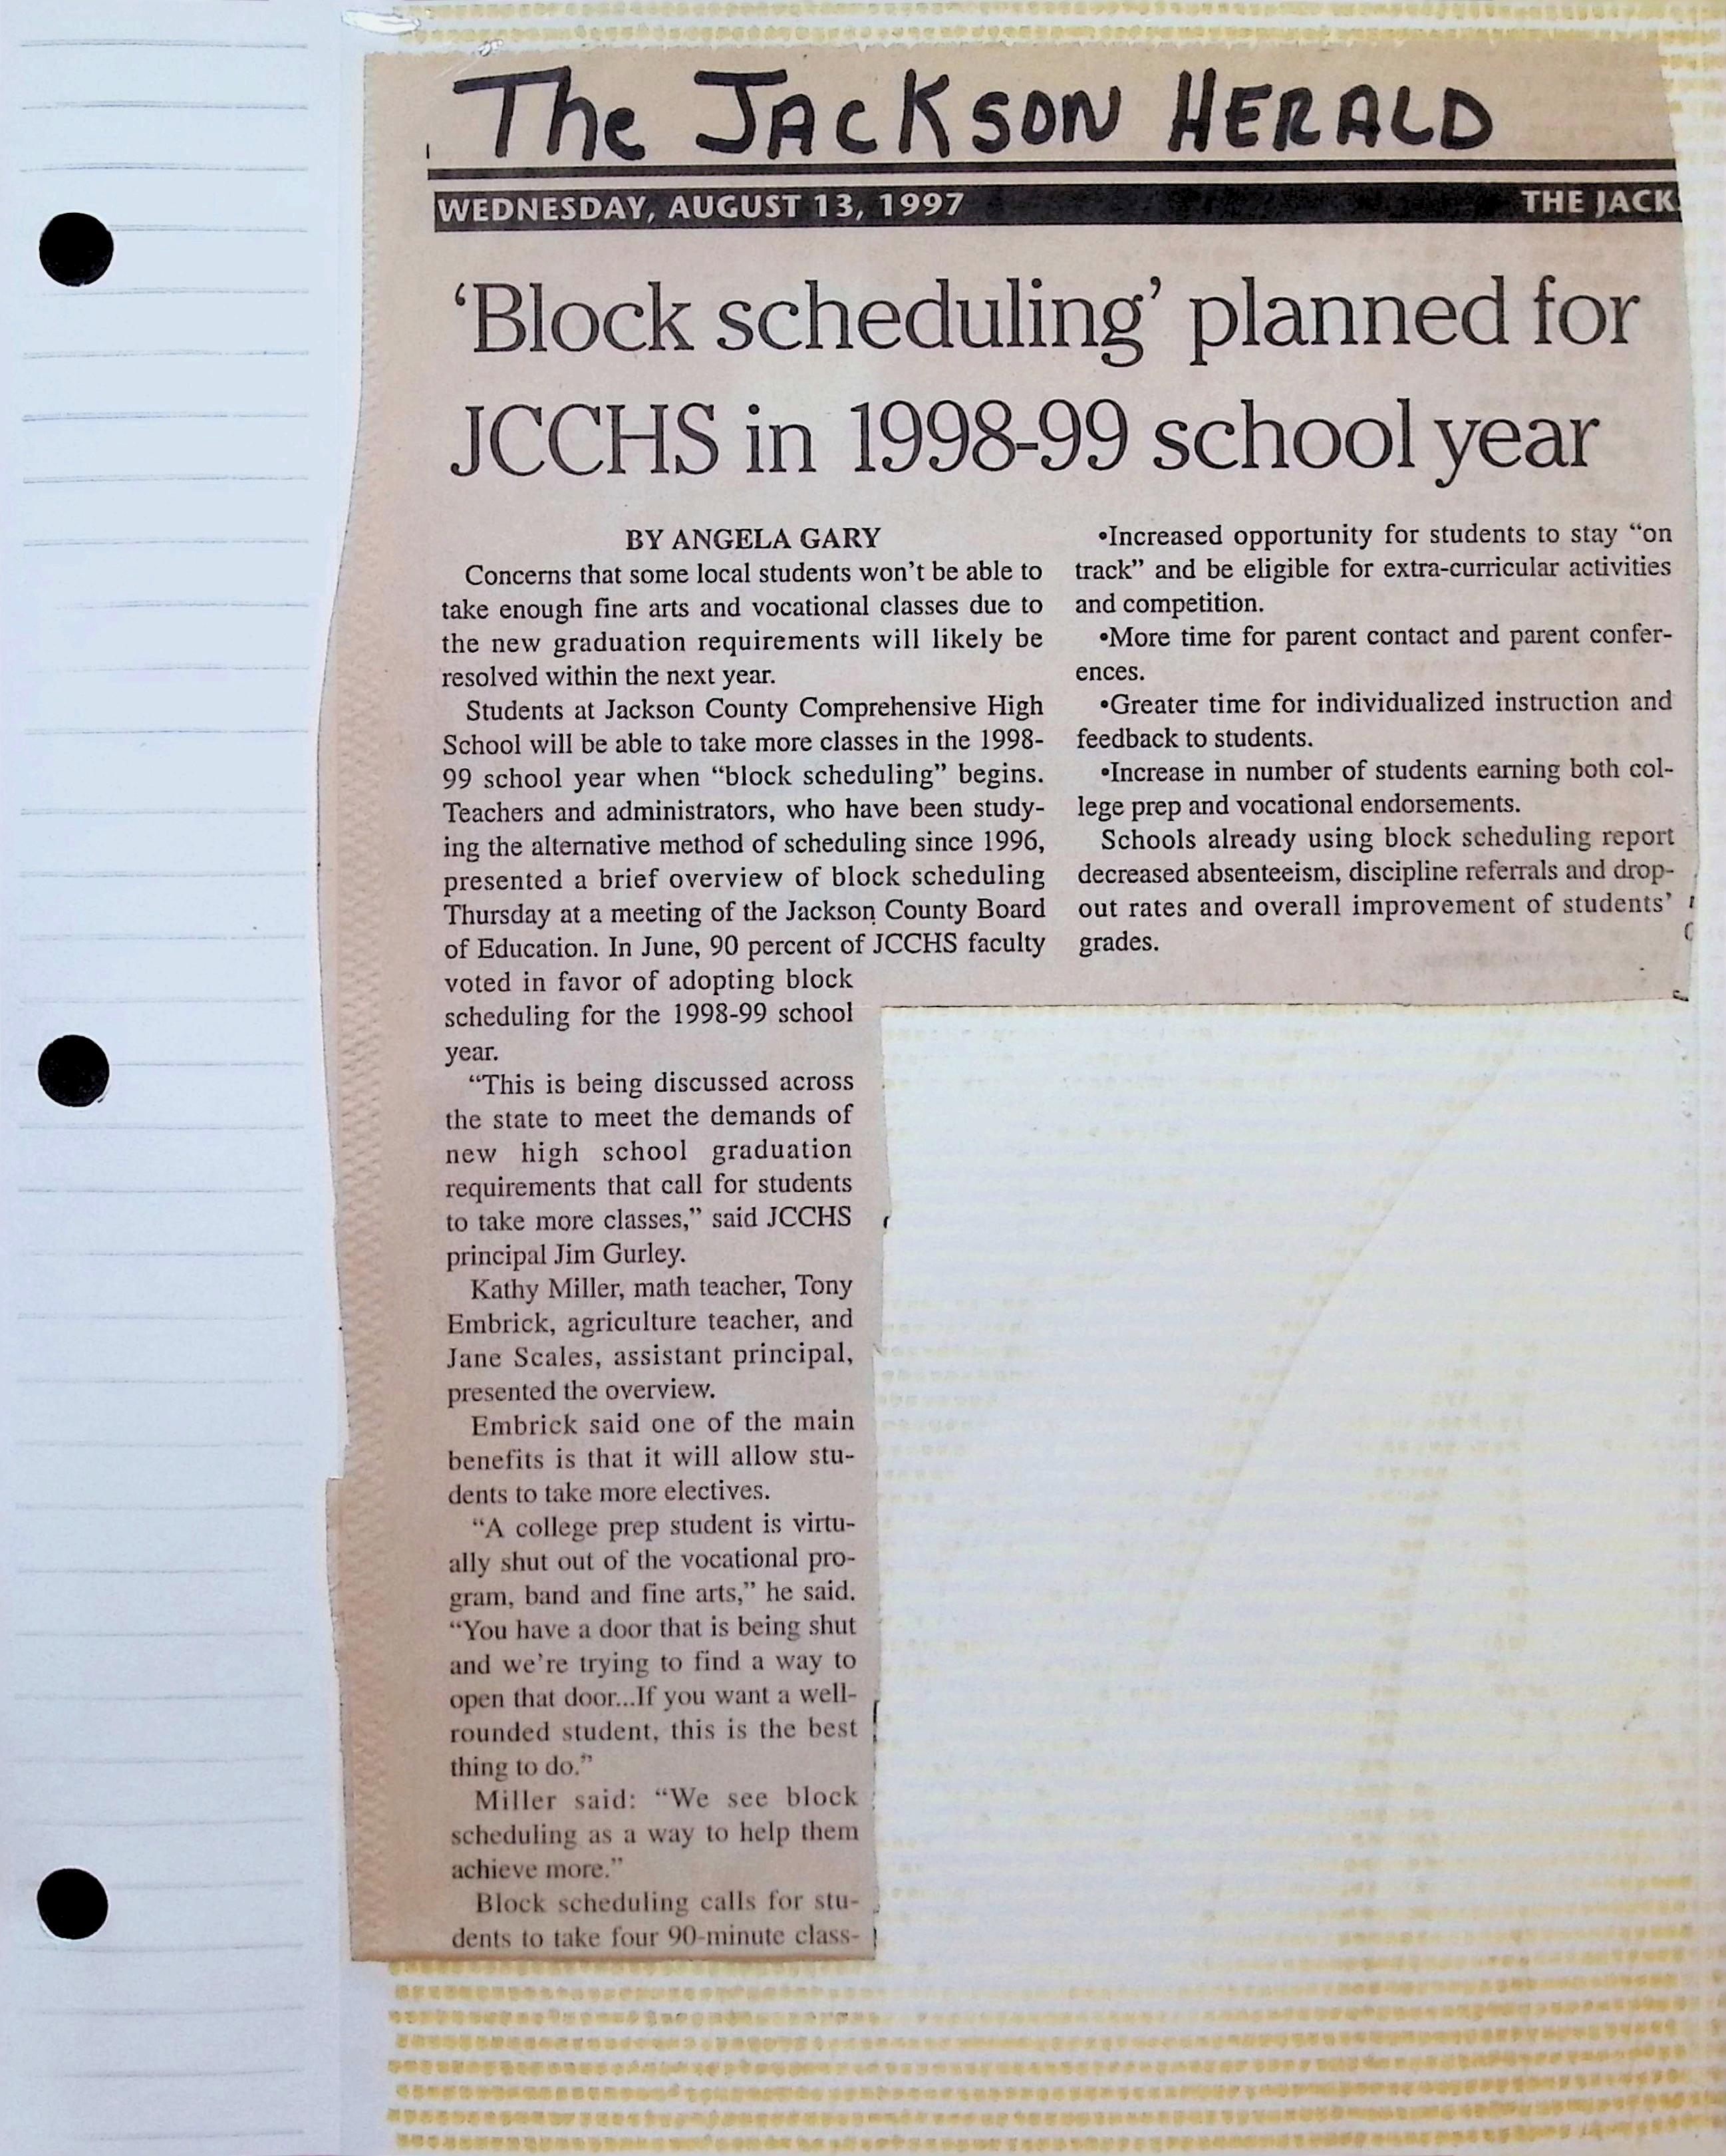 The JACKSON HERALD
WEDNESDAY, AUGUST 13, 1997
THE JACK
‘Block scheduling’ planned for
JCCHS in 1998-99 school year
BY ANGELA GARY
Concerns that some local students won’t be able to
take enough fine arts and vocational classes due to
the new graduation requirements will likely be
resolved within the next year.
Students at Jackson County Comprehensive High
School will be able to take more classes in the 1998-
99 school year when “block scheduling” begins.
Teachers and administrators, who have been study-
ing the alternative method of scheduling since 1996,
presented a brief overview of block scheduling
Thursday at a meeting of the Jackson County Board
of Education. In June, 90 percent of JCCHS faculty
voted in favor of adopting block
scheduling for the 1998-99 school
year.
“This is being discussed across
the state to meet the demands of
new high school graduation
requirements that call for students
to take more classes,” said JCCHS
principal Jim Gurley.
Kathy Miller, math teacher, Tony
Embrick, agriculture teacher, and
Jane Scales, assistant principal,
presented the overview.
Embrick said one of the main
benefits is that it will allow stu-
dents to take more electives.
“A college prep student is virtu-
ally shut out of the vocational pro-
gram, band and fine arts,” he said.
“You have a door that is being shut
and we’re trying to find a way to
open that door...If you want a well-
rounded student, this is the best
thing to do.”
Miller said: “We see block
scheduling as a way to help them
achieve more.”
Block scheduling calls for stu-
dents to take four 90-minute class-
•Increased opportunity for students to stay “on
track” and be eligible for extra-curricular activities
and competition.
•More time for parent contact and parent confer-
ences.
•Greater time for individualized instruction and
feedback to students.
•Increase in number of students earning both col-
lege prep and vocational endorsements.
Schools already using block scheduling report
decreased absenteeism, discipline referrals and drop-
out rates and overall improvement of students’
grades.